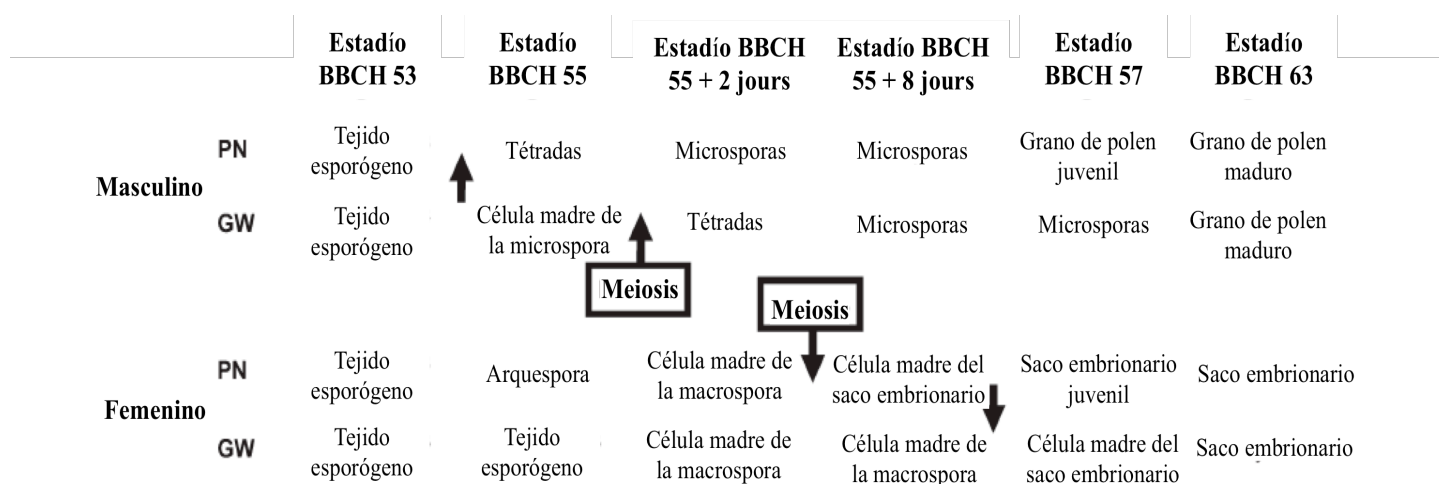 Estadío Estadío Estadío BBCH Estadío BBCH Estadío Estadío
BBCH 53 BBCH 55 55 + 2 jours 55 + 8 jours BBCH 57 BBCH 63
Masculino
PN
Tejido
esporógeno
Tétradas
Microsporas
Microsporas
Grano de polen
juvenil
Grano de polen
maduro
GW
Tejido
esporógeno
Célula madre de
la microspora
Tétradas
Microsporas
Microsporas
Grano de polen
maduro
Meiosis
Meiosis
Femenino
PN
Tejido
esporógeno
Arquespora
Célula madre de
la macrospora
Célula madre del
saco embrionario
Saco embrionario
juvenil
Saco embrionario
GW
Tejido
esporógeno
Tejido
esporógeno
Célula madre de
la macrospora
Célula madre de
la macrospora
Célula madre del
saco embrionario
Saco embrionario